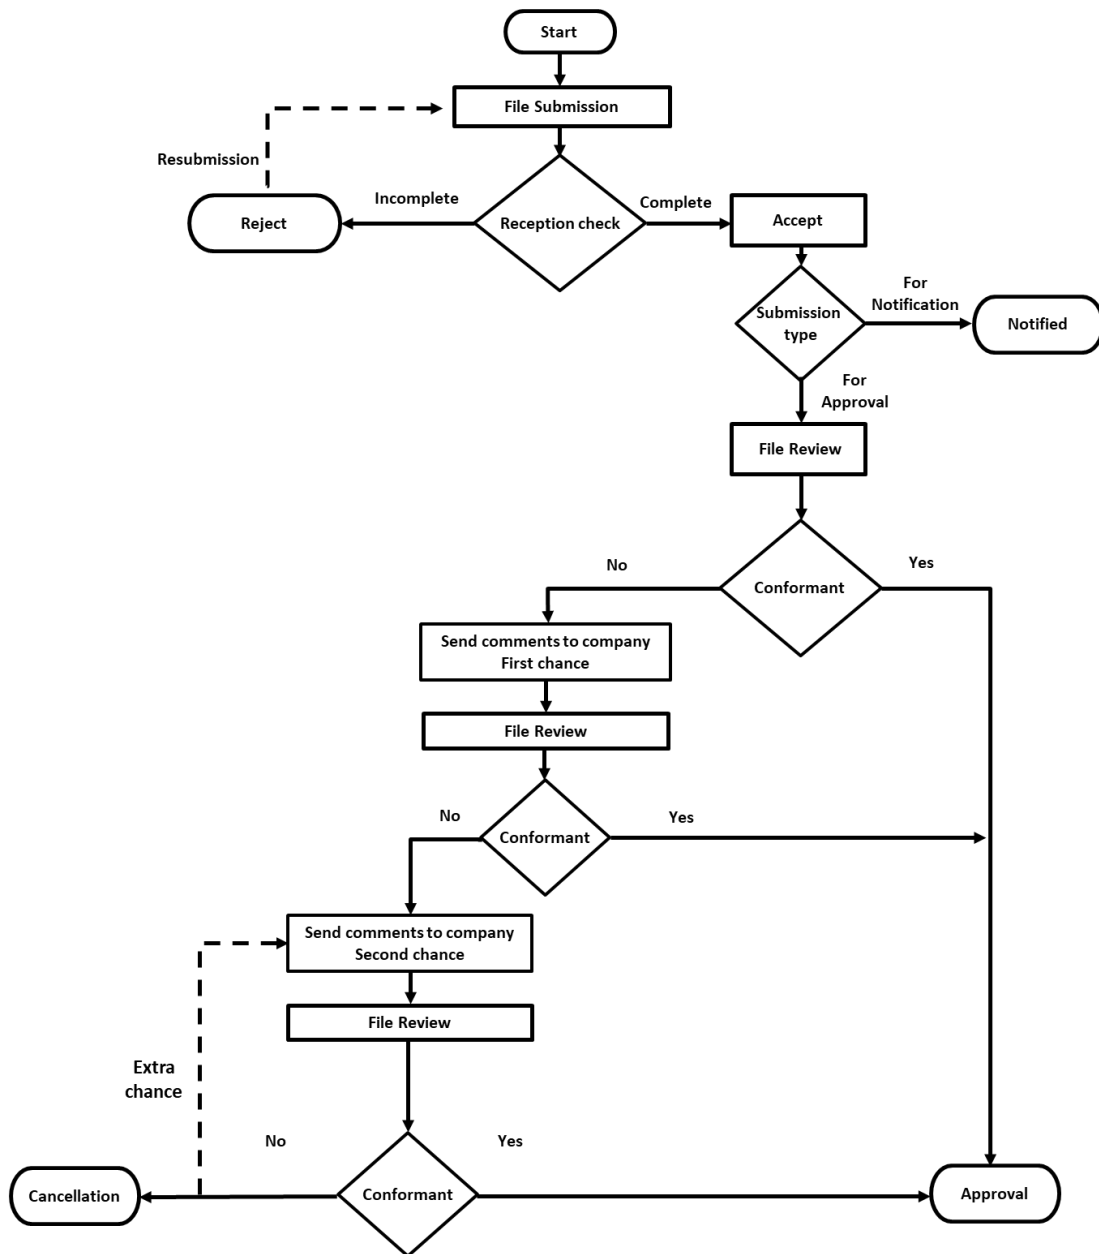 Start
File Submission
Resubmission
Incomplete
Complete
Reject
Reception check
Accept
For
Notification
Submission
type
Notified
For
Approval
File Review
No
Yes
Conformant
Send comments to company
First chance
File Review
No
Yes
Conformant
Send comments to company
Second chance
File Review
Extra
chance
No
Yes
Cancellation
Conformant
Approval